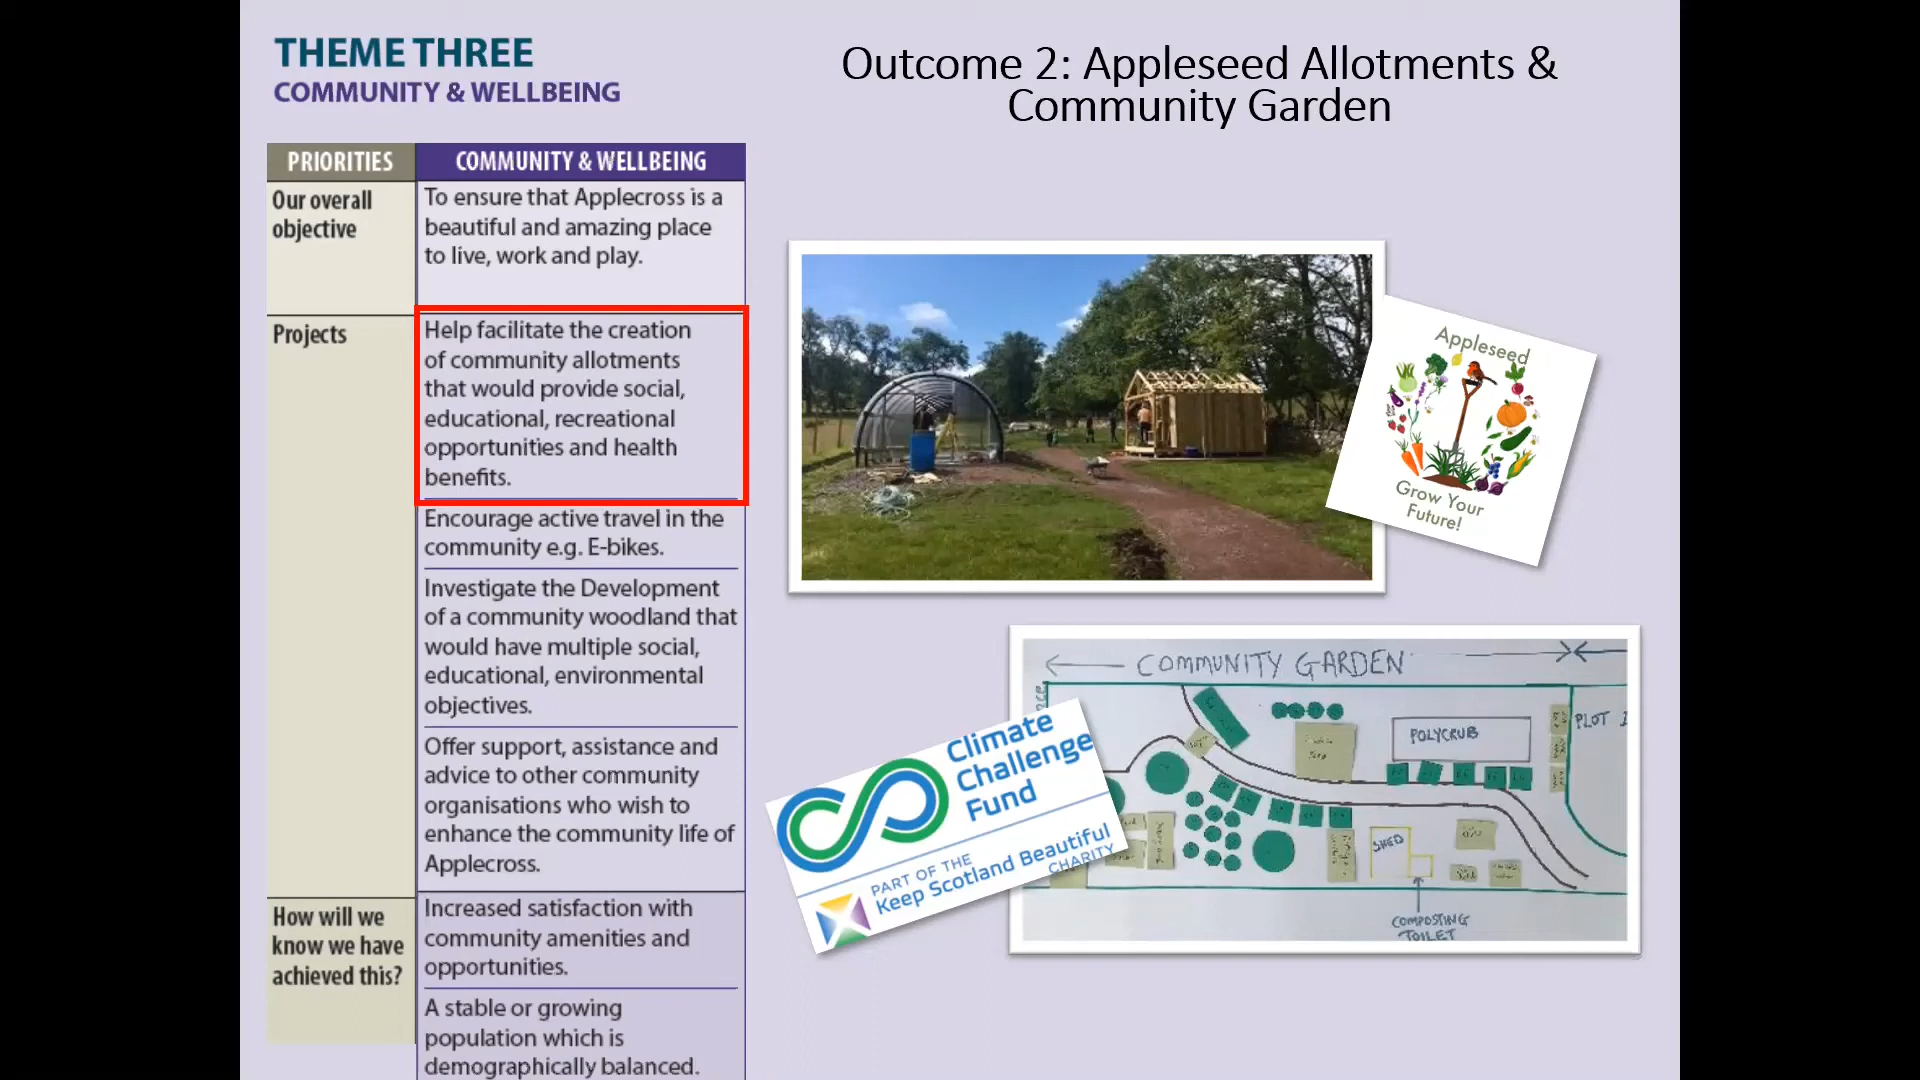 THEME THREE
COMMUNITY & WELLBEING
Outcome 2: Appleseed Allotments &
Community Garden
PRIORITIES
COMMUNITY & WELLBEING
Our overall
objective
To ensure that Applecross is a
beautiful and amazing place
to live, work and play.
Projects
Help facilitate the creation
of community allotments
that would provide social,
educational, recreational
opportunities and health
benefits.
Encourage active travel in the
community e.g. E-bikes.
Investigate the Development
of a community woodland that
would have multiple social,
educational, environmental
objectives.
Offer support, assistance and
advice to other community
organisations who wish to
enhance the community life of
Applecross.
How will we
know we have
achieved this?
Increased satisfaction with
community amenities and
opportunities.
A stable or growing
population which is
demographically balanced.
Appleseed
Grow Your
Future!
Climate
Challenge
Fund
PART OF THE
Keep Scotland Beautiful
CHARITY
COMMUNITY GARDEN
POLYCRUB
PLOT
SHED
COMPOSTING
TOILET